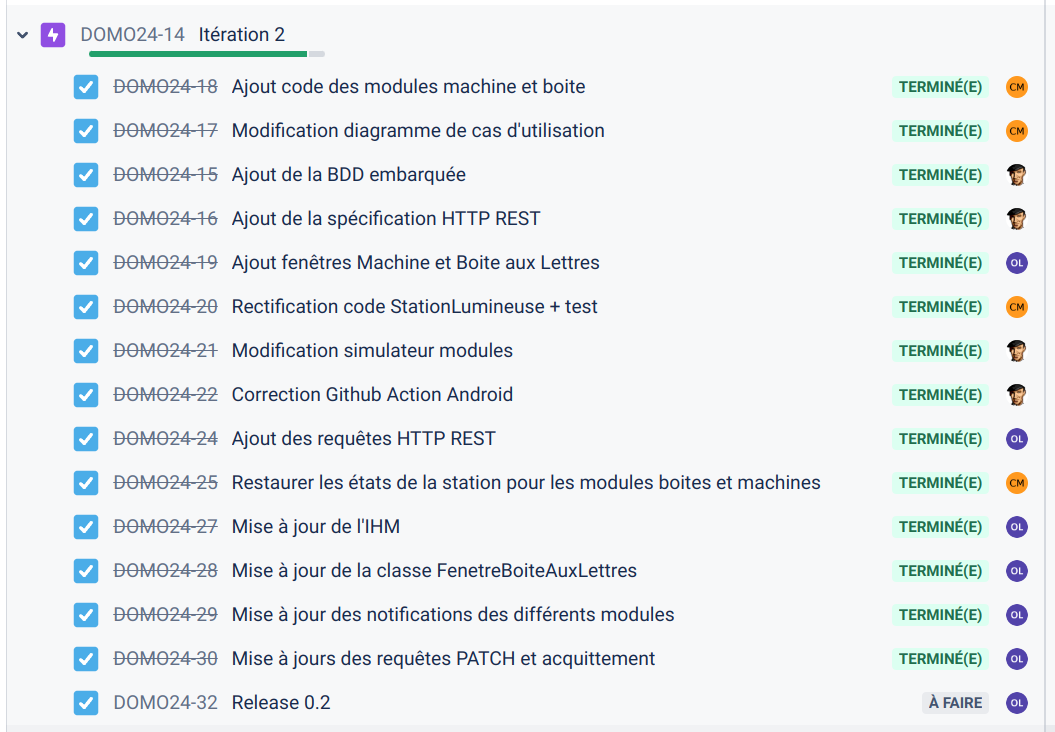 DOMO24-14 Itération 2
DOMO24-18 Ajout code des modules machine et boite TERMINÉ(E) CM
DOMO24-17 Modification diagramme de cas d'utilisation TERMINÉ(E) CM
DOMO24-15 Ajout de la BDD embarquée TERMINÉ(E)
DOMO24-16 Ajout de la spécification HTTP REST TERMINÉ(E)
DOMO24-19 Ajout fenêtres Machine et Boite aux Lettres TERMINÉ(E) OL
DOMO24-20 Rectification code StationLumineuse + test TERMINÉ(E) CM
DOMO24-21 Modification simulateur modules TERMINÉ(E)
DOMO24-22 Correction Github Action Android TERMINÉ(E)
DOMO24-24 Ajout des requêtes HTTP REST TERMINÉ(E) OL
DOMO24-25 Restaurer les états de la station pour les modules boites et machines TERMINÉ(E) CM
DOMO24-27 Mise à jour de l'IHM TERMINÉ(E) OL
DOMO24-28 Mise à jour de la classe FenetreBoiteAuxLettres TERMINÉ(E) OL
DOMO24-29 Mise à jour des notifications des différents modules TERMINÉ(E) OL
DOMO24-30 Mise à jours des requêtes PATCH et acquittement TERMINÉ(E) OL
DOMO24-32 Release 0.2 À FAIRE OL